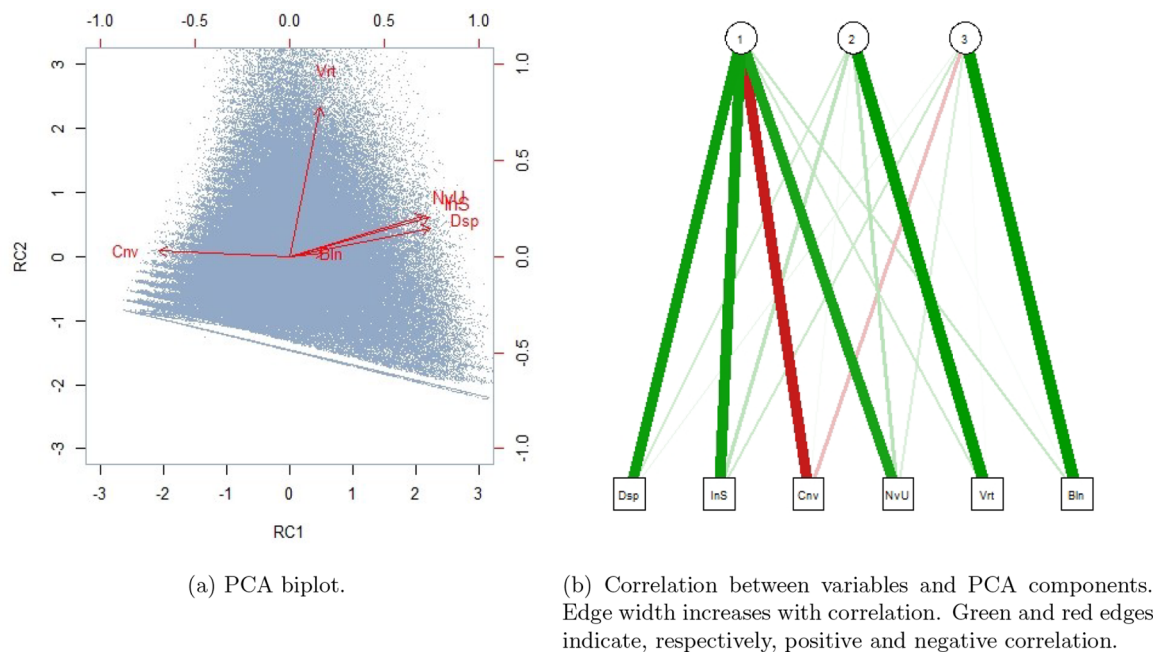 -1.0 0.0 0.5 1.0
3
2
1
0
-1
-2
-3
RC2
1.0
0.5
0.0
-0.5
-1.0
Vrt
NvU
InS
Dsp
Cnv
Bln
-3 -2 -1 0 1 2 3
RC1
1 2 3
Dsp InS Cnv NvU Vrt Bln
(a) PCA biplot.
(b) Correlation between variables and PCA components.
Edge width increases with correlation. Green and red edges
indicate, respectively, positive and negative correlation.